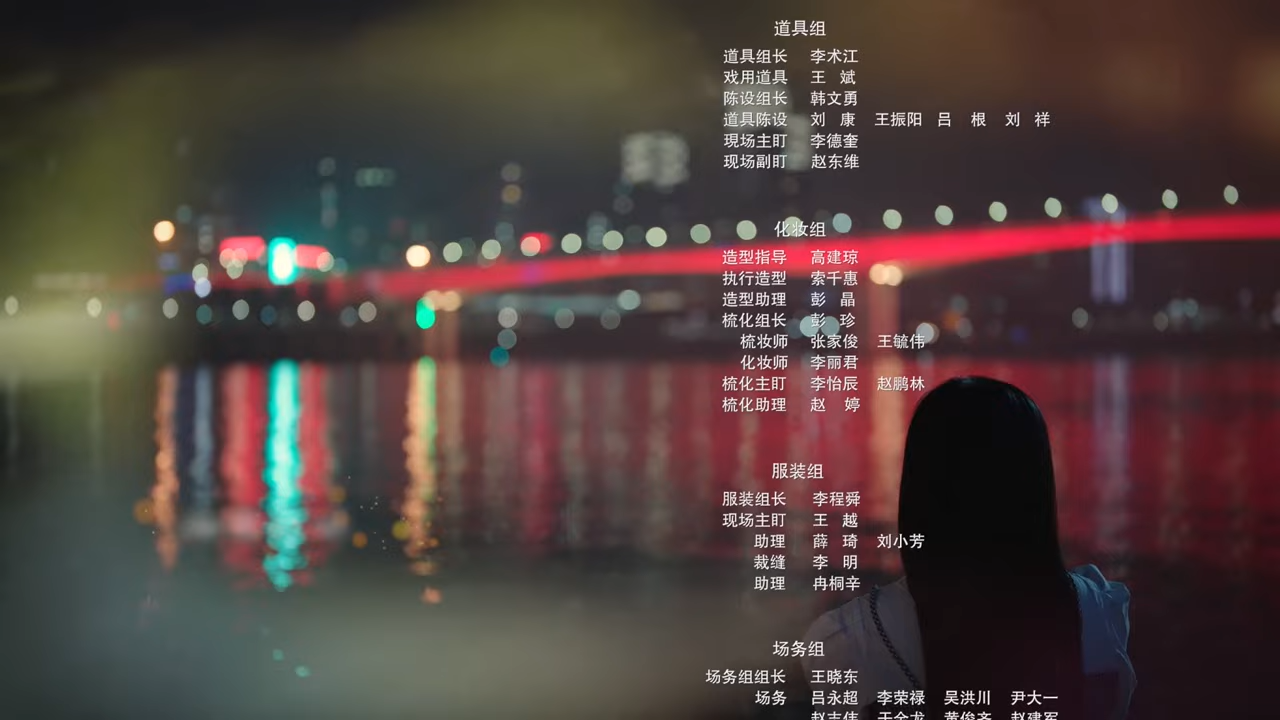 道具组
道具组长 李术江
戏用道具 王 斌
陈设组长 韩文勇
道具陈设 刘 康 王振阳 吕 根 刘 祥
现场主盯 李德奎
现场副盯 赵东维
化妆组
造型指导 高建琼
执行造型 索千惠
造型助理 彭 晶
梳化组长 彭 珍
梳妆师 张家俊 王毓伟
化妆师 李丽君
梳化主盯 李怡辰 赵鹏林
梳化助理 赵 婷
服装组
服装组长 李程舜
现场主盯 王 越
助理 薛 琦 刘小芳
裁缝 李 明
助理 冉桐辛
场务组
场务组组长 王晓东
场务 吕永超 李荣禄 吴洪川 尹大一